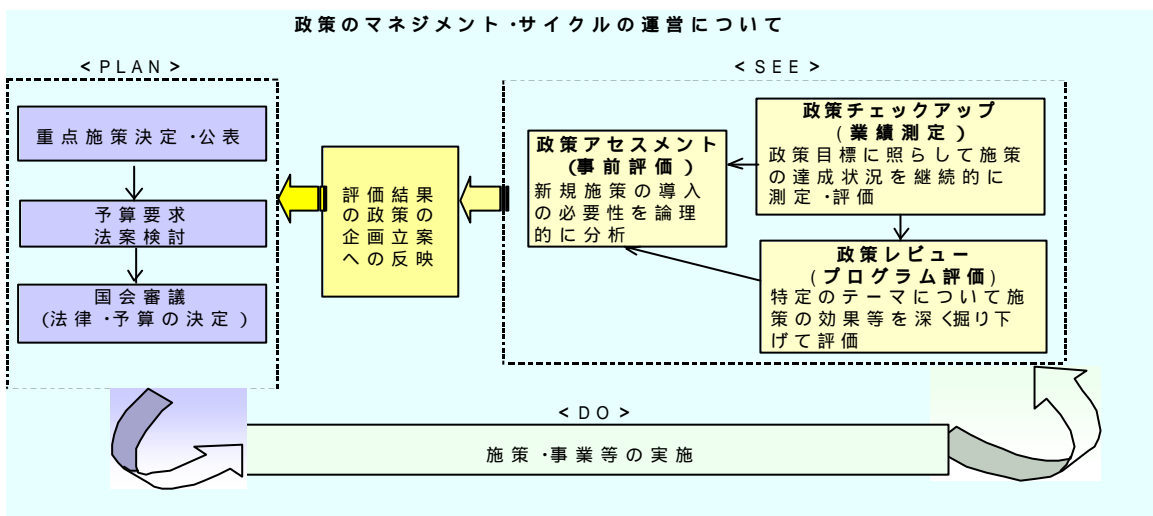 政策のマネジメント・サイクルの運営について
<PLAN>
重点施策決定・公表
予算要求
法案検討
国会審議
(法律・予算の決定)
評価結果
の政策の
企画立案
への反映
<SEE>
政策アセスメント
(事前評価)
新規施策の導入
の必要性を論理
的に分析
政策チェックアップ
(業績測定)
政策目標に照らして施策
の達成状況を継続的に
測定・評価
政策レビュー
(プログラム評価)
特定のテーマについて施
策の効果等を深く掘り下
げて評価
<DO>
施策・事業等の実施